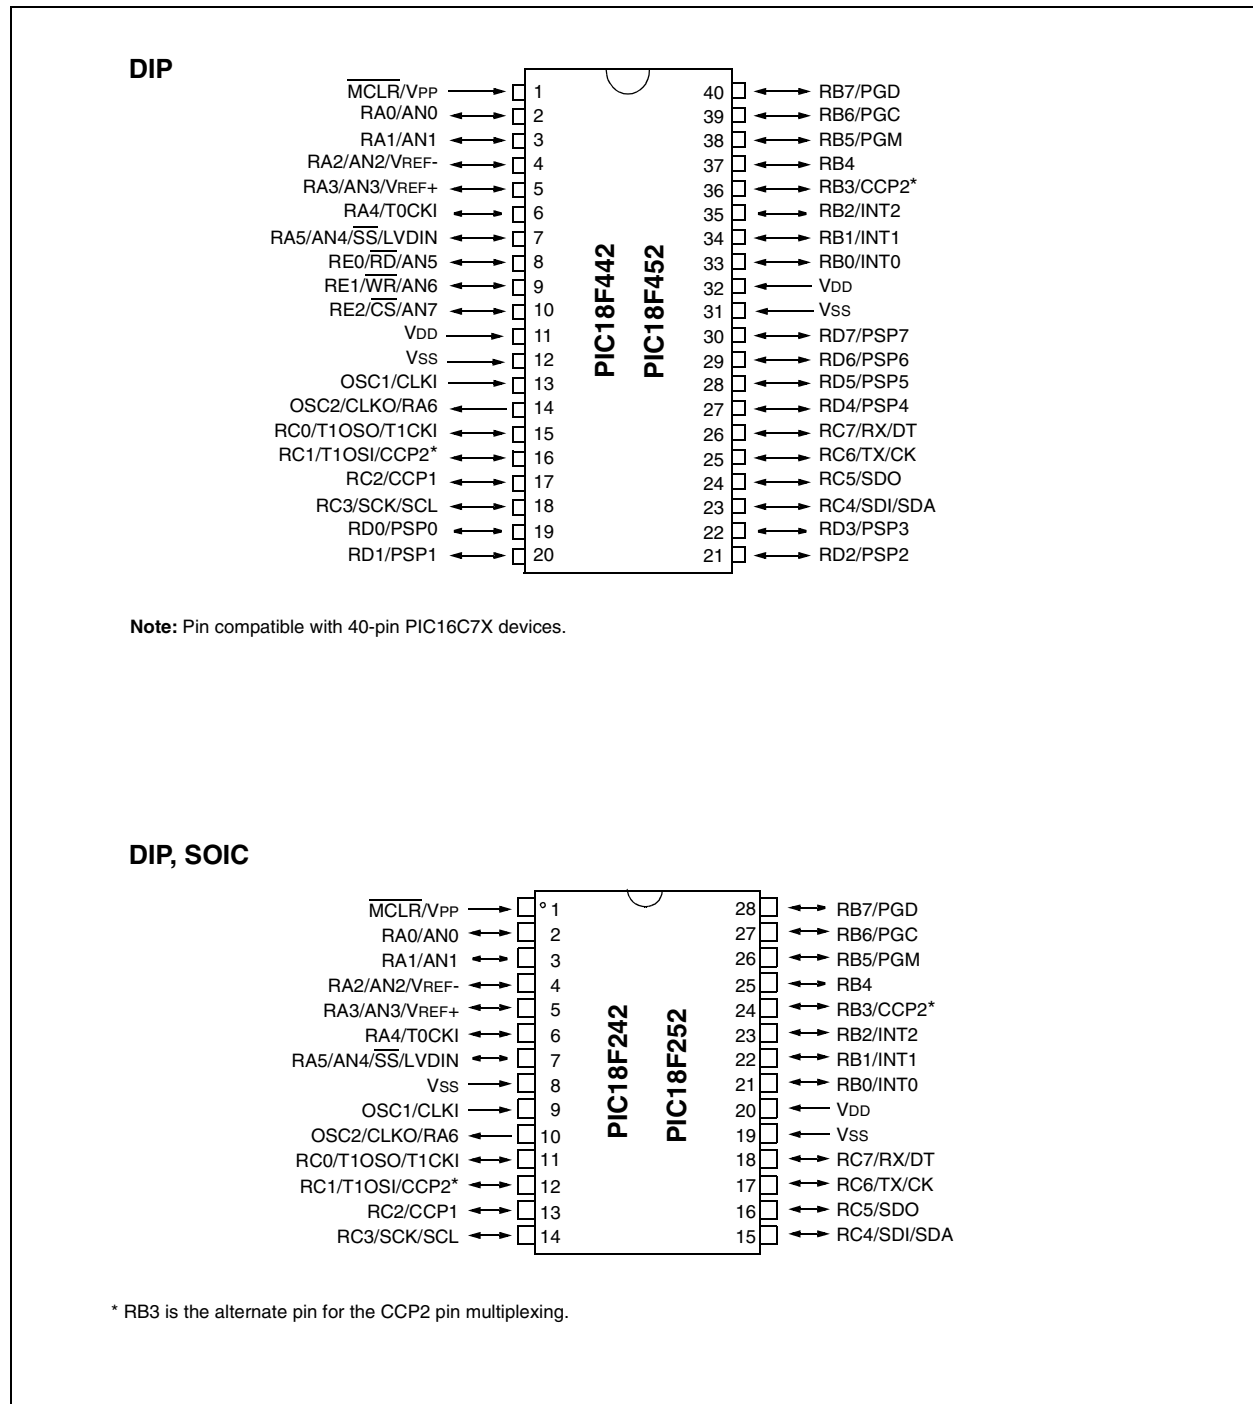 DIP
MCLR/VPP 1 40 RB7/PGD
RA0/AN0 2 39 RB6/PGC
RA1/AN1 3 38 RB5/PGM
RA2/AN2/VREF- 4 37 RB4
RA3/AN3/VREF+ 5 36 RB3/CCP2*
RA4/T0CKI 6 35 RB2/INT2
RA5/AN4/SS/LVDIN 7 34 RB1/INT1
RE0/RD/AN5 8 33 RB0/INT0
RE1/WR/AN6 9 32 VDD
RE2/CS/AN7 10 31 VSS
VDD 11 30 RD7/PSP7
VSS 12 29 RD6/PSP6
OSC1/CLKI 13 28 RD5/PSP5
OSC2/CLKO/RA6 14 27 RD4/PSP4
RC0/T1OSO/T1CKI 15 26 RC7/RX/DT
RC1/T1OSI/CCP2* 16 25 RC6/TX/CK
RC2/CCP1 17 24 RC5/SDO
RC3/SCK/SCL 18 23 RC4/SDI/SDA
RD0/PSP0 19 22 RD3/PSP3
RD1/PSP1 20 21 RD2/PSP2
PIC18F442
PIC18F452
Note: Pin compatible with 40-pin PIC16C7X devices.
DIP, SOIC
MCLR/VPP 1 28 RB7/PGD
RA0/AN0 2 27 RB6/PGC
RA1/AN1 3 26 RB5/PGM
RA2/AN2/VREF- 4 25 RB4
RA3/AN3/VREF+ 5 24 RB3/CCP2*
RA4/T0CKI 6 23 RB2/INT2
RA5/AN4/SS/LVDIN 7 22 RB1/INT1
VSS 8 21 RB0/INT0
OSC1/CLKI 9 20 VDD
OSC2/CLKO/RA6 10 19 VSS
RC0/T1OSO/T1CKI 11 18 RC7/RX/DT
RC1/T1OSI/CCP2* 12 17 RC6/TX/CK
RC2/CCP1 13 16 RC5/SDO
RC3/SCK/SCL 14 15 RC4/SDI/SDA
PIC18F242
PIC18F252
* RB3 is the alternate pin for the CCP2 pin multiplexing.